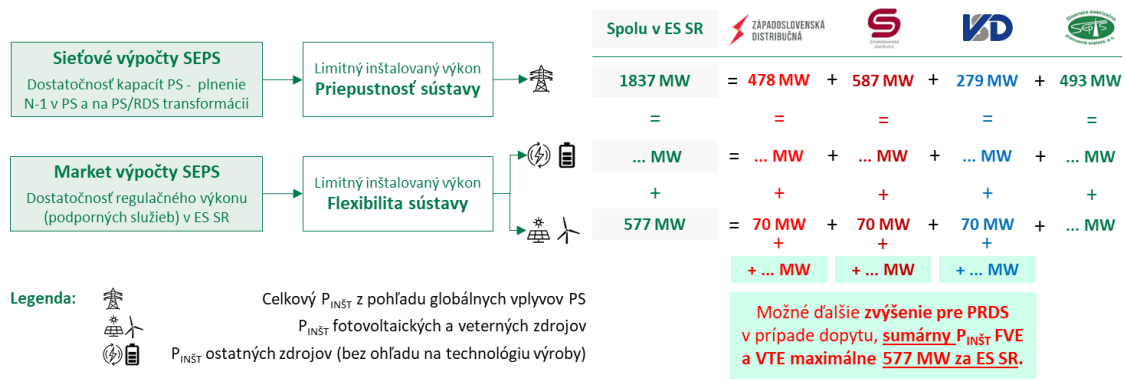 Spolu v ES SR
ZÁPADOSLOVENSKÁ
DISTRIBUČNÁ
VSD
SEPS
Sieťové výpočty SEPS
Dostatočnosť kapacít PS - plnenie
N-1 v PS a na PS/RDS transformácii
Limitný inštalovaný výkon
Priepustnosť sústavy
1837 MW = 478 MW + 587 MW + 279 MW + 493 MW
= = = = =
Market výpočty SEPS
Dostatočnosť regulačného výkonu
(podporných služieb) v ES SR
Limitný inštalovaný výkon
Flexibilita sústavy
... MW = ... MW + ... MW + ... MW + ... MW
+ + + + +
577 MW = 70 MW + 70 MW + 70 MW + ... MW
+ + +
+ ... MW + ... MW + ... MW
Legenda:
Celkový PINŠT z pohľadu globálnych vplyvov PS
PINŠT fotovoltaických a veterných zdrojov
PINŠT ostatných zdrojov (bez ohľadu na technológiu výroby)
Možné ďalšie zvýšenie pre PRDS
v prípade dopytu, sumárny PINŠT FVE
a VTE maximálne 577 MW za ES SR.